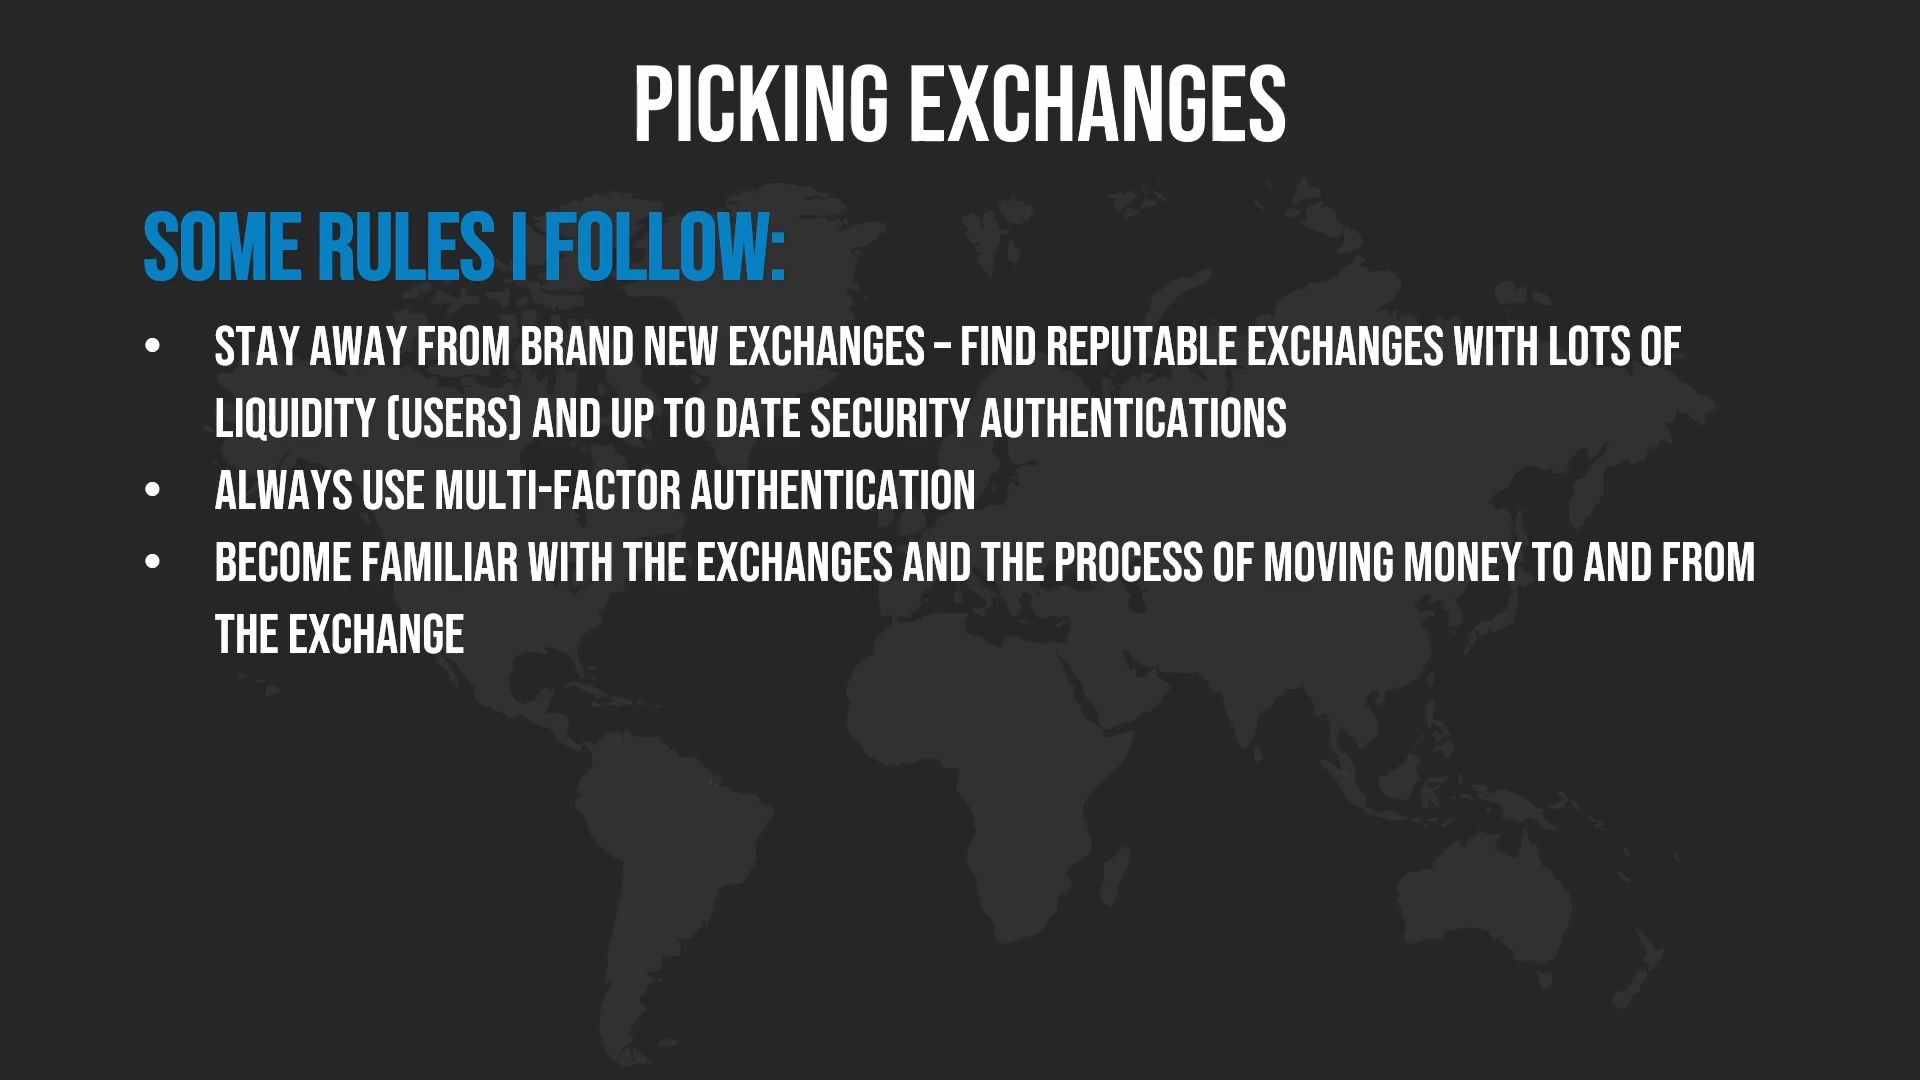 PICKING EXCHANGES
SOME RULES I FOLLOW:
• STAY AWAY FROM BRAND NEW EXCHANGES – FIND REPUTABLE EXCHANGES WITH LOTS OF
LIQUIDITY (USERS) AND UP TO DATE SECURITY AUTHENTICATIONS
• ALWAYS USE MULTI-FACTOR AUTHENTICATION
• BECOME FAMILIAR WITH THE EXCHANGES AND THE PROCESS OF MOVING MONEY TO AND FROM
THE EXCHANGE